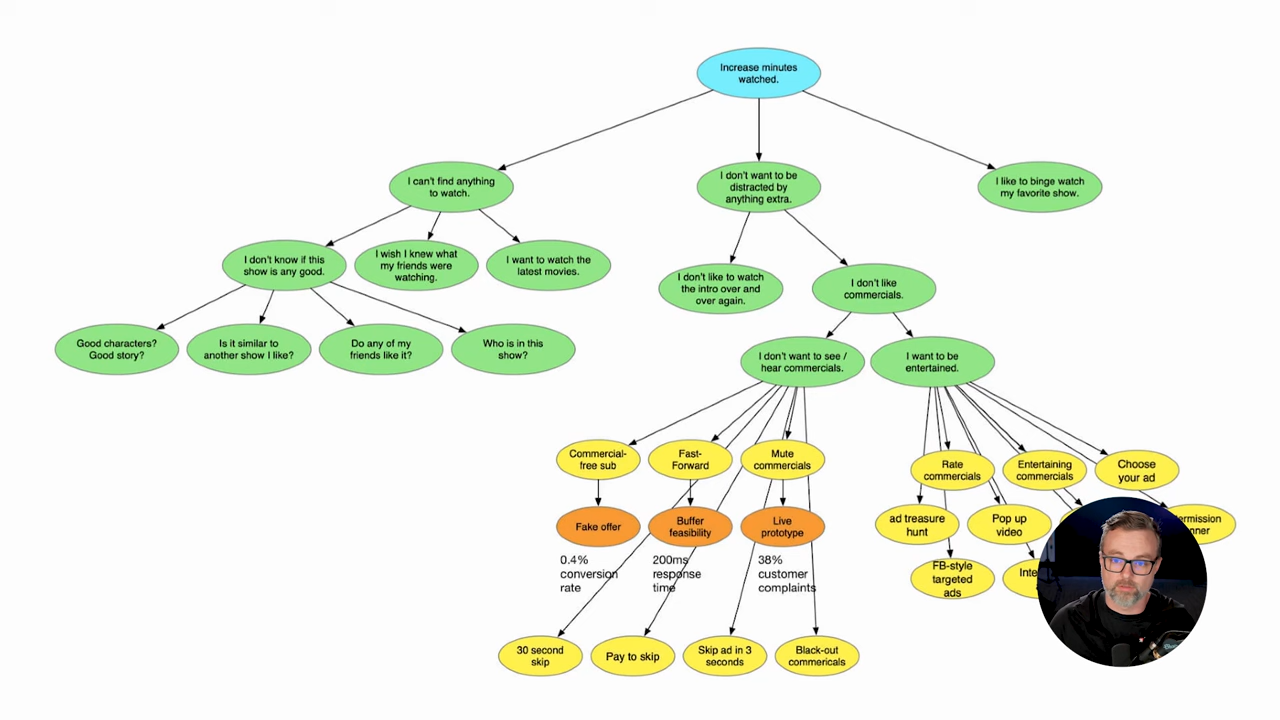 Increase minutes
watched.
I can't find anything
to watch.
I don't want to be
distracted by
anything extra.
I like to binge watch
my favorite show.
I don't know if this
show is any good.
I wish I knew what
my friends were
watching.
I want to watch the
latest movies.
I don't like to watch
the intro over and
over again.
I don't like
commercials.
Good characters?
Good story?
Is it similar to
another show I like?
Do any of my
friends like it?
Who is in this
show?
I don't want to see /
hear commercials.
I want to be
entertained.
Commercial-
free sub
Fast-
Forward
Mute
commercials
Rate
commercials
Entertaining
commercials
Choose
your ad
Fake offer
Buffer
feasibility
Live
prototype
ad treasure
hunt
Pop up
video
0.4%
conversion
rate
200ms
response
time
38%
customer
complaints
FB-style
targeted
ads
30 second
skip
Pay to skip
Skip ad in 3
seconds
Black-out
commericals